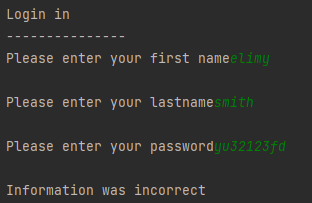 Login in
---------------
Please enter your first nameelimy
Please enter your lastnamesmith
Please enter your passwordyu32123fd
Information was incorrect